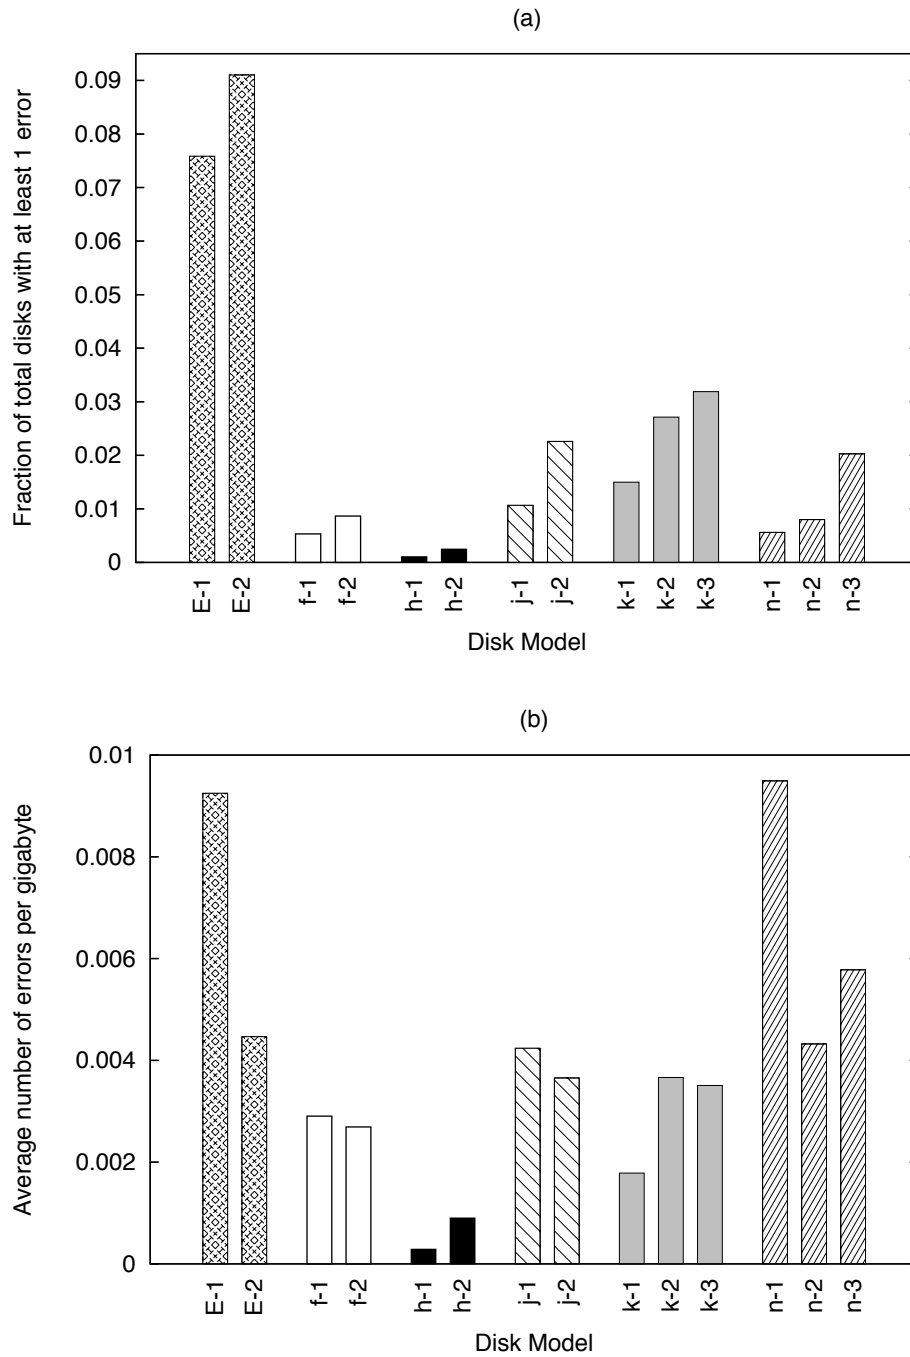 (a)
Fraction of total disks with at least 1 error
0.09
0.08
0.07
0.06
0.05
0.04
0.03
0.02
0.01
0
E-1 E-2 f-1 f-2 h-1 h-2 j-1 j-2 k-1 k-2 k-3 n-1 n-2 n-3
Disk Model
(b)
Average number of errors per gigabyte
0.01
0.008
0.006
0.004
0.002
0
E-1 E-2 f-1 f-2 h-1 h-2 j-1 j-2 k-1 k-2 k-3 n-1 n-2 n-3
Disk Model